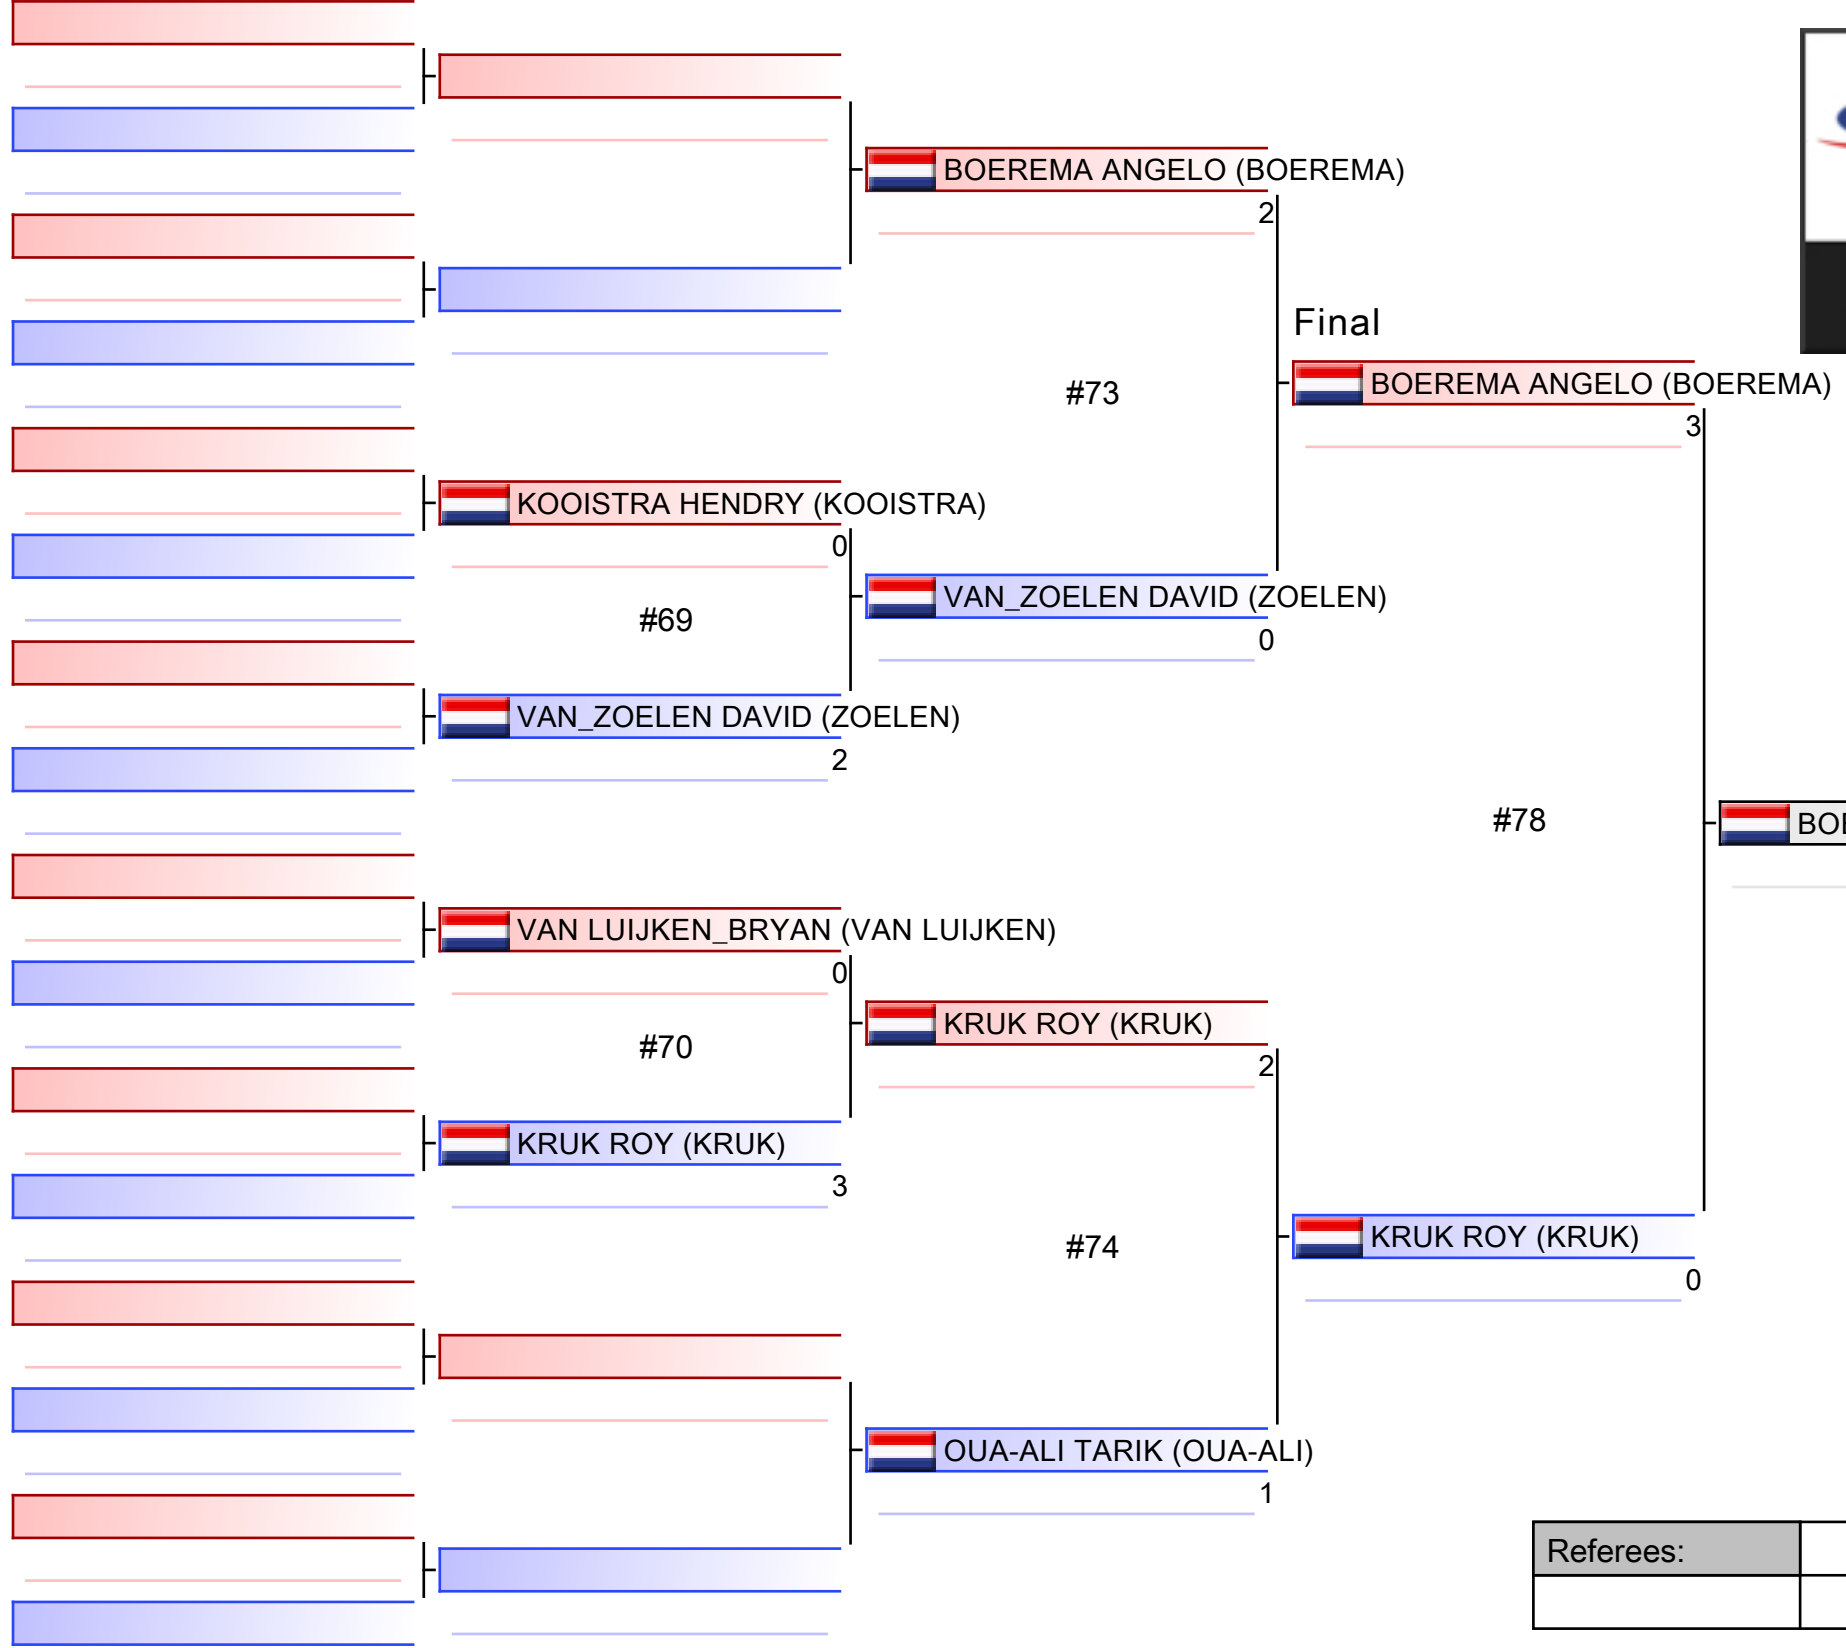 BOEREMA ANGELO (BOEREMA)
2
Final
#73
BOEREMA ANGELO (BOEREMA)
3
KOOISTRA HENDRY (KOOISTRA)
0
#69
VAN_ZOELEN DAVID (ZOELEN)
0
VAN_ZOELEN DAVID (ZOELEN)
2
#78
BOE
VAN LUIJKEN_BRYAN (VAN LUIJKEN)
0
KRUK ROY (KRUK)
2
#70
KRUK ROY (KRUK)
3
#74
KRUK ROY (KRUK)
0
OUA-ALI TARIK (OUA-ALI)
1
Referees: